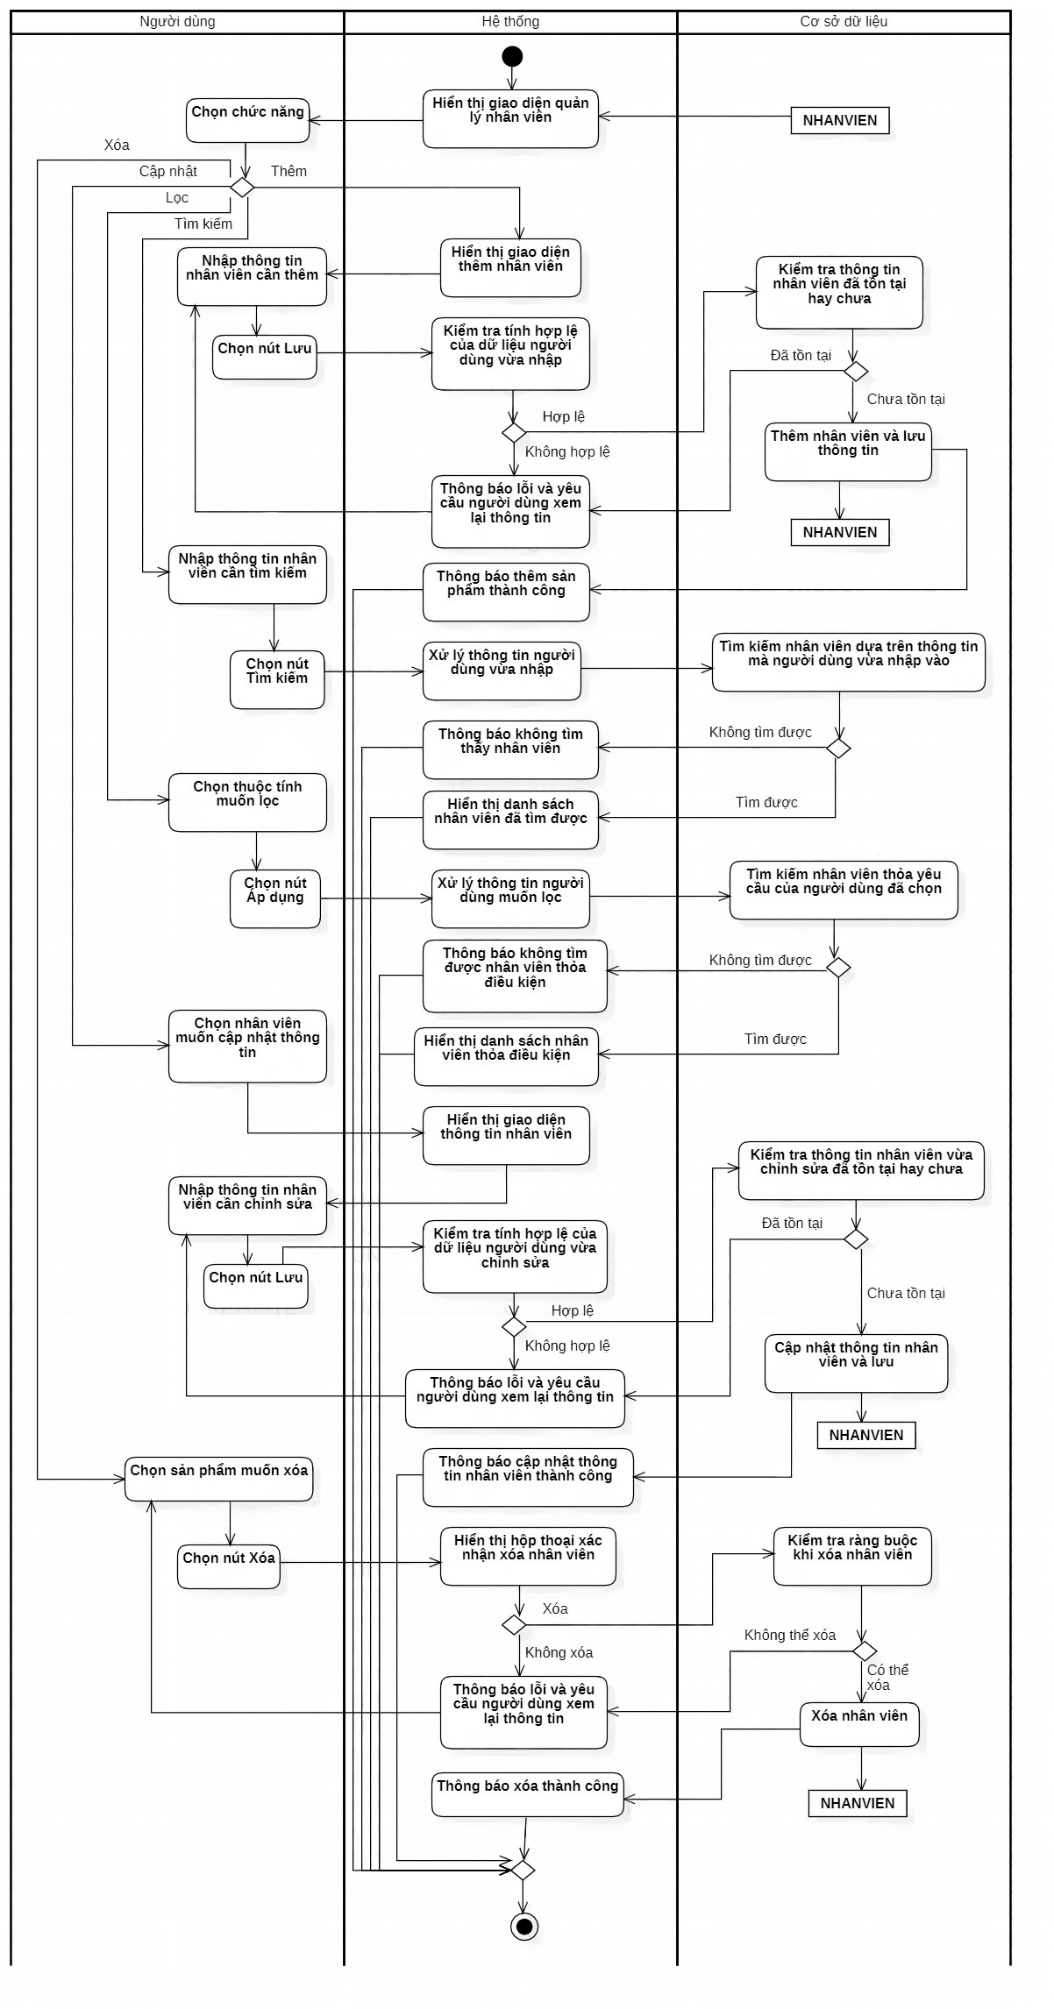 Người dùng
Hệ thống
Cơ sở dữ liệu
Hiển thị giao diện quản
lý nhân viên
Chọn chức năng
NHANVIEN
Xóa
Cập nhật
Thêm
Lọc
Tìm kiếm
Hiển thị giao diện
thêm nhân viên
Nhập thông tin
nhân viên cần thêm
Kiểm tra thông tin
nhân viên đã tồn tại
hay chưa
Chọn nút Lưu
Kiểm tra tính hợp lệ
của dữ liệu người
dùng vừa nhập
Đã tồn tại
Chưa tồn tại
Hợp lệ
Không hợp lệ
Thêm nhân viên và lưu
thông tin
Thông báo lỗi và yêu
cầu người dùng xem
lại thông tin
NHANVIEN
Nhập thông tin nhân
viên cần tìm kiếm
Thông báo thêm sản
phẩm thành công
Chọn nút
Tìm kiếm
Xử lý thông tin người
dùng vừa nhập
Tìm kiếm nhân viên dựa trên thông tin
mà người dùng vừa nhập vào
Thông báo không tìm
thấy nhân viên
Không tìm được
Chọn thuộc tính
muốn lọc
Hiển thị danh sách
nhân viên đã tìm được
Tìm được
Chọn nút
Áp dụng
Xử lý thông tin người
dùng muốn lọc
Tìm kiếm nhân viên thỏa yêu
cầu của người dùng đã chọn
Thông báo không tìm
được nhân viên thỏa
điều kiện
Không tìm được
Chọn nhân viên
muốn cập nhật thông
tin
Hiển thị danh sách nhân
viên thỏa điều kiện
Tìm được
Hiển thị giao diện
thông tin nhân viên
Kiểm tra thông tin nhân viên vừa
chỉnh sửa đã tồn tại hay chưa
Nhập thông tin nhân
viên cần chỉnh sửa
Kiểm tra tính hợp lệ của
dữ liệu người dùng vừa
chỉnh sửa
Đã tồn tại
Chọn nút Lưu
Chưa tồn tại
Hợp lệ
Không hợp lệ
Cập nhật thông tin nhân
viên và lưu
Thông báo lỗi và yêu cầu
người dùng xem lại thông tin
NHANVIEN
Thông báo cập nhật thông
tin nhân viên thành công
Chọn sản phẩm muốn xóa
Hiển thị hộp thoại xác
nhận xóa nhân viên
Kiểm tra ràng buộc
khi xóa nhân viên
Chọn nút Xóa
Xóa
Không thể xóa
Không xóa
Có thể
xóa
Thông báo lỗi và yêu
cầu người dùng xem
lại thông tin
Xóa nhân viên
Thông báo xóa thành công
NHANVIEN